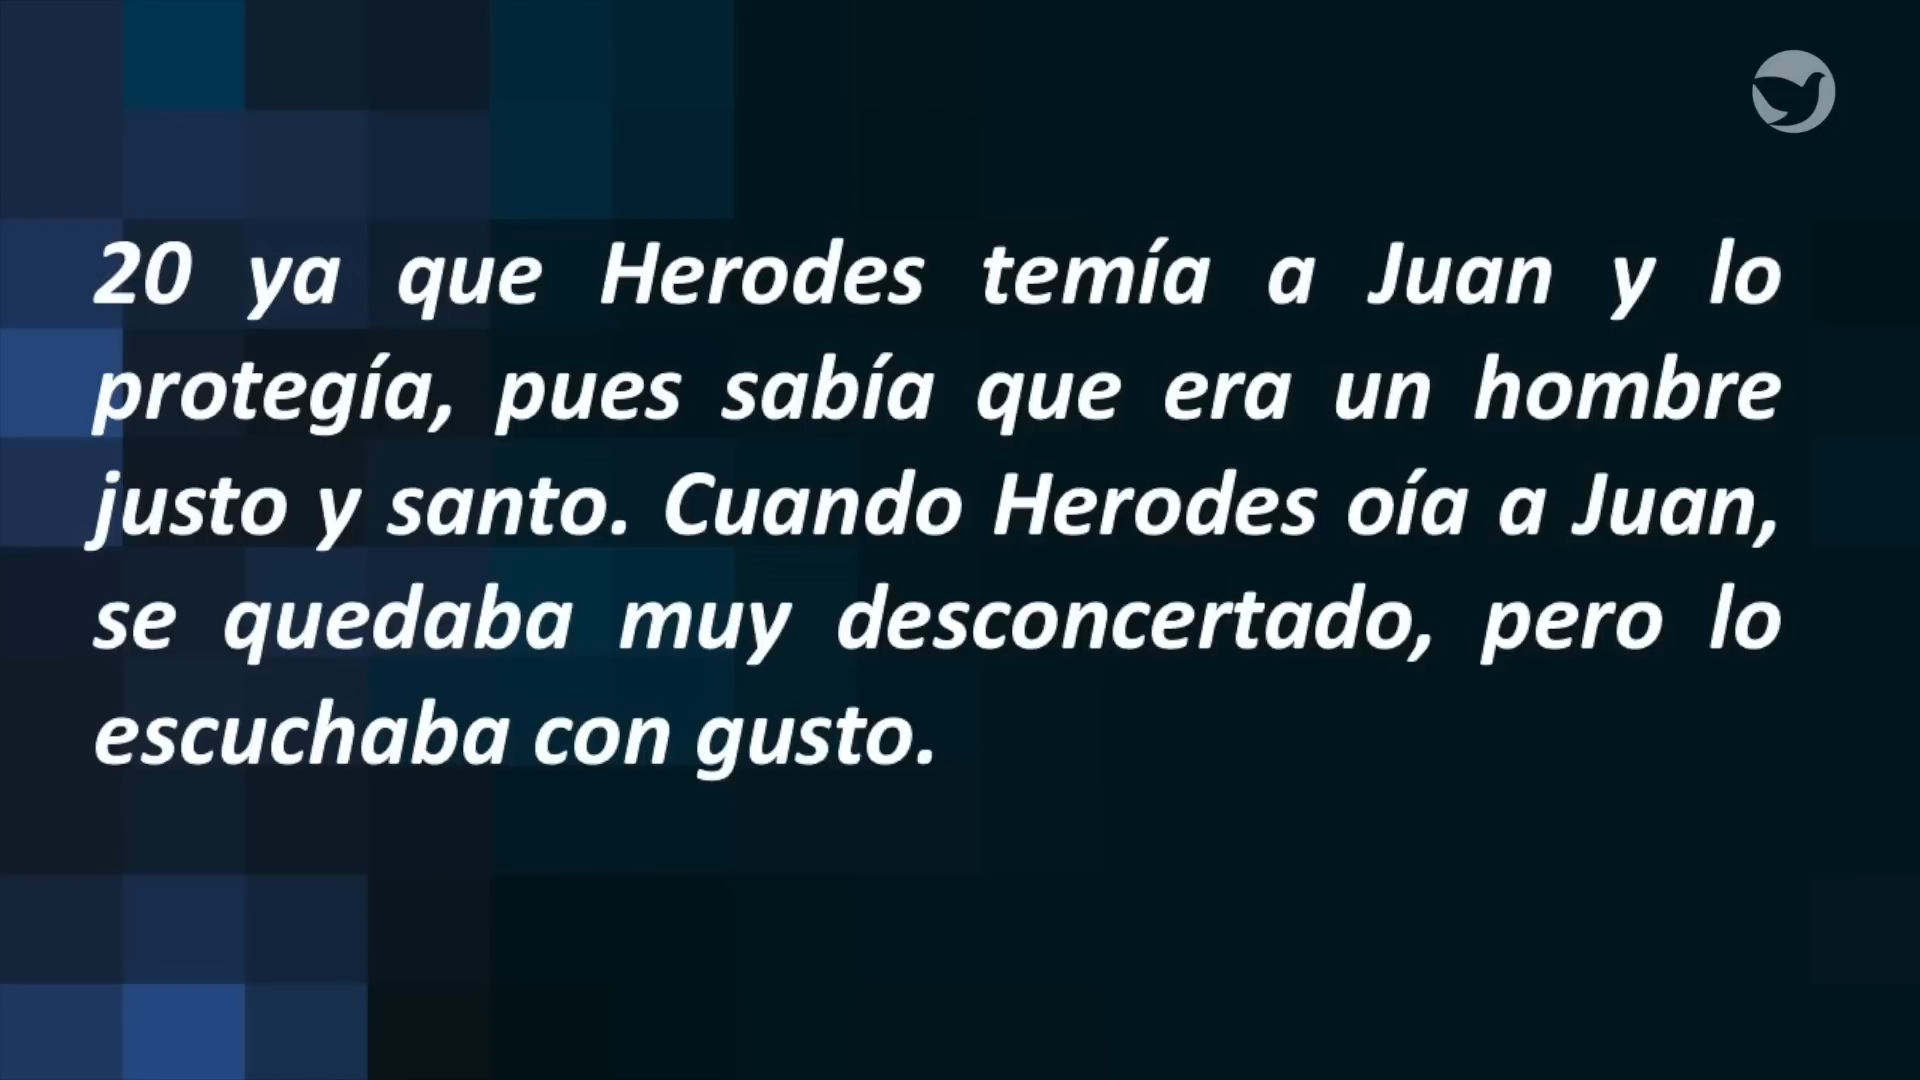 20 ya que Herodes temía a Juan y lo
protegía, pues sabía que era un hombre
justo y santo. Cuando Herodes oía a Juan,
se quedaba muy desconcertado, pero lo
escuchaba con gusto.